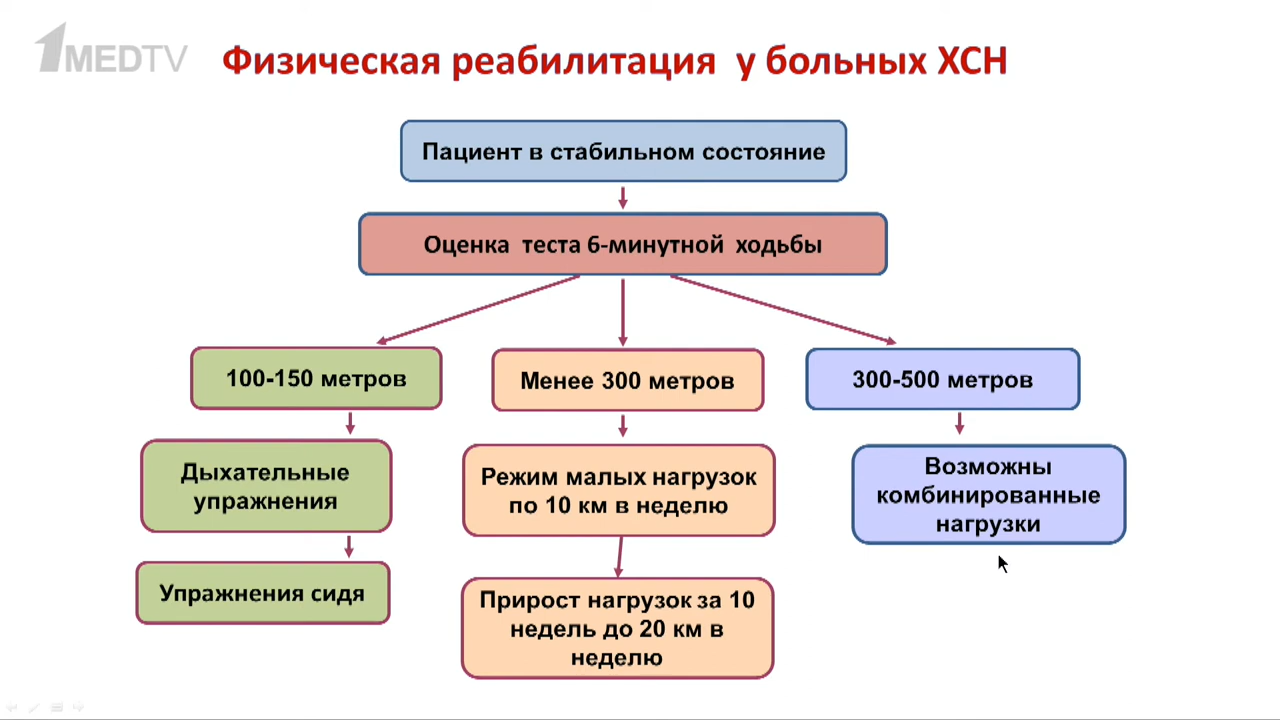 1MEDTV
Физическая реабилитация у больных ХСН
Пациент в стабильном состояние
Оценка теста 6-минутной ходьбы
100-150 метров
Дыхательные
упражнения
Упражнения сидя
Менее 300 метров
Режим малых нагрузок
по 10 км в неделю
Прирост нагрузок за 10
недель до 20 км в
неделю
300-500 метров
Возможны
комбинированные
нагрузки